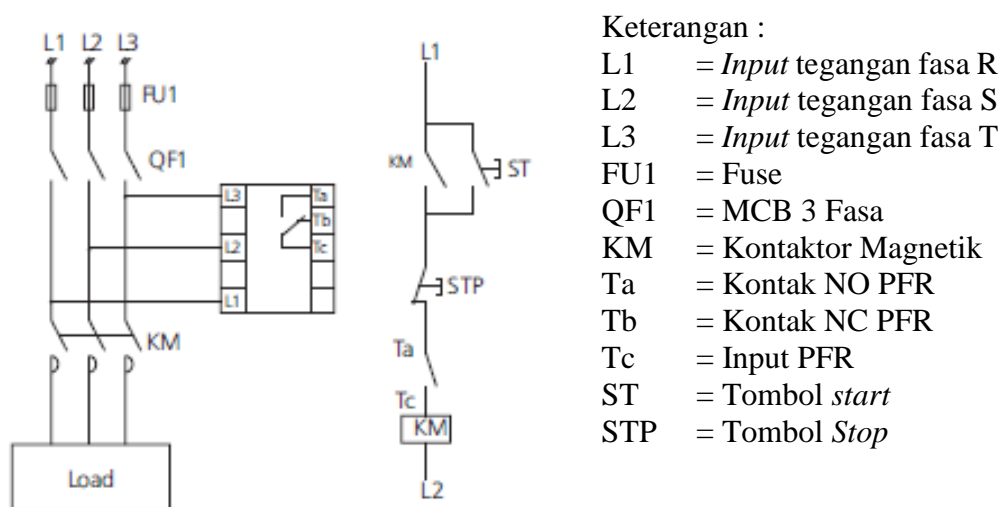 L1 L2 L3
FU1
QF1
L3 Ta
Tb
L2 Tc
L1
KM
Load
L1
KM ST
STP
Ta
Tc
KM
L2
Keterangan :
L1 = Input tegangan fasa R
L2 = Input tegangan fasa S
L3 = Input tegangan fasa T
FU1 = Fuse
QF1 = MCB 3 Fasa
KM = Kontaktor Magnetik
Ta = Kontak NO PFR
Tb = Kontak NC PFR
Tc = Input PFR
ST = Tombol start
STP = Tombol Stop